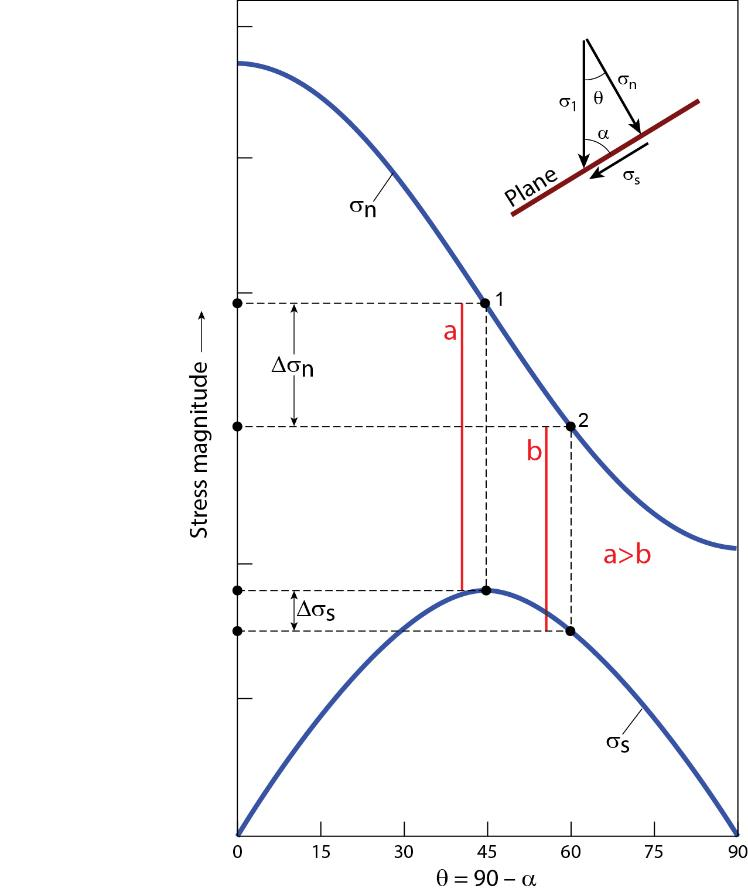 σ1
θ
σn
α
σs
Plane
σn
1
a
Δσn
2
b
Stress magnitude
a>b
Δσs
σs
0 15 30 45 60 75 90
θ = 90 – α